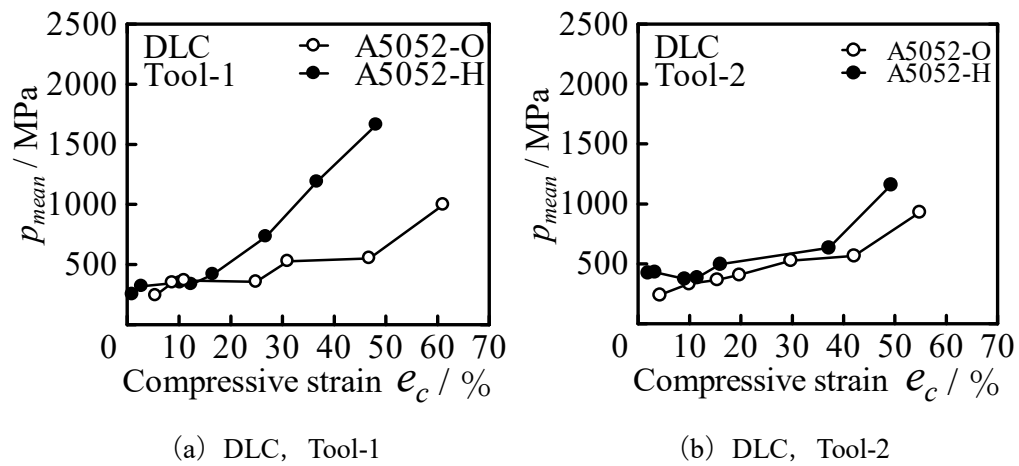 2500
2000
1500
1000
500
0 10 20 30 40 50 60 70
p_mean / MPa
DLC
Tool-1
A5052-O
A5052-H
Compressive strain e_c / %
(a) DLC, Tool-1
2500
2000
1500
1000
500
0 10 20 30 40 50 60 70
p_mean / MPa
DLC
Tool-2
A5052-O
A5052-H
Compressive strain e_c / %
(b) DLC, Tool-2